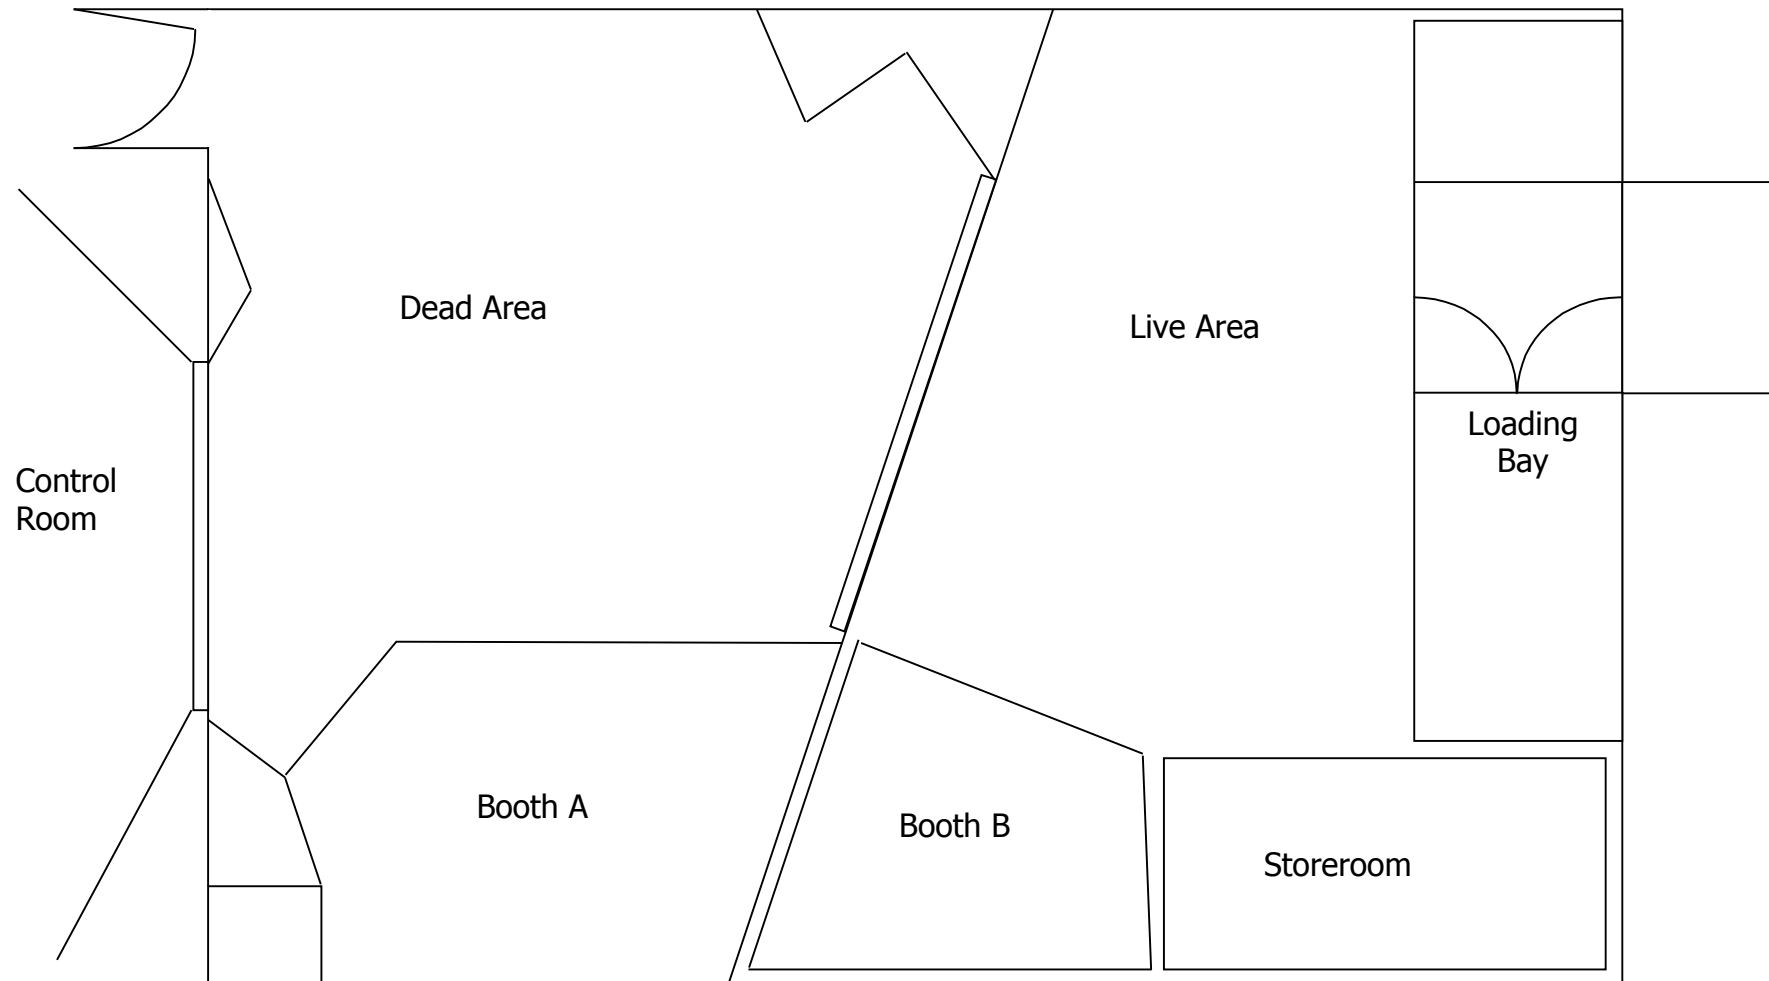 Dead Area
Live Area
Loading
Bay
Control
Room
Booth A
Booth B
Storeroom